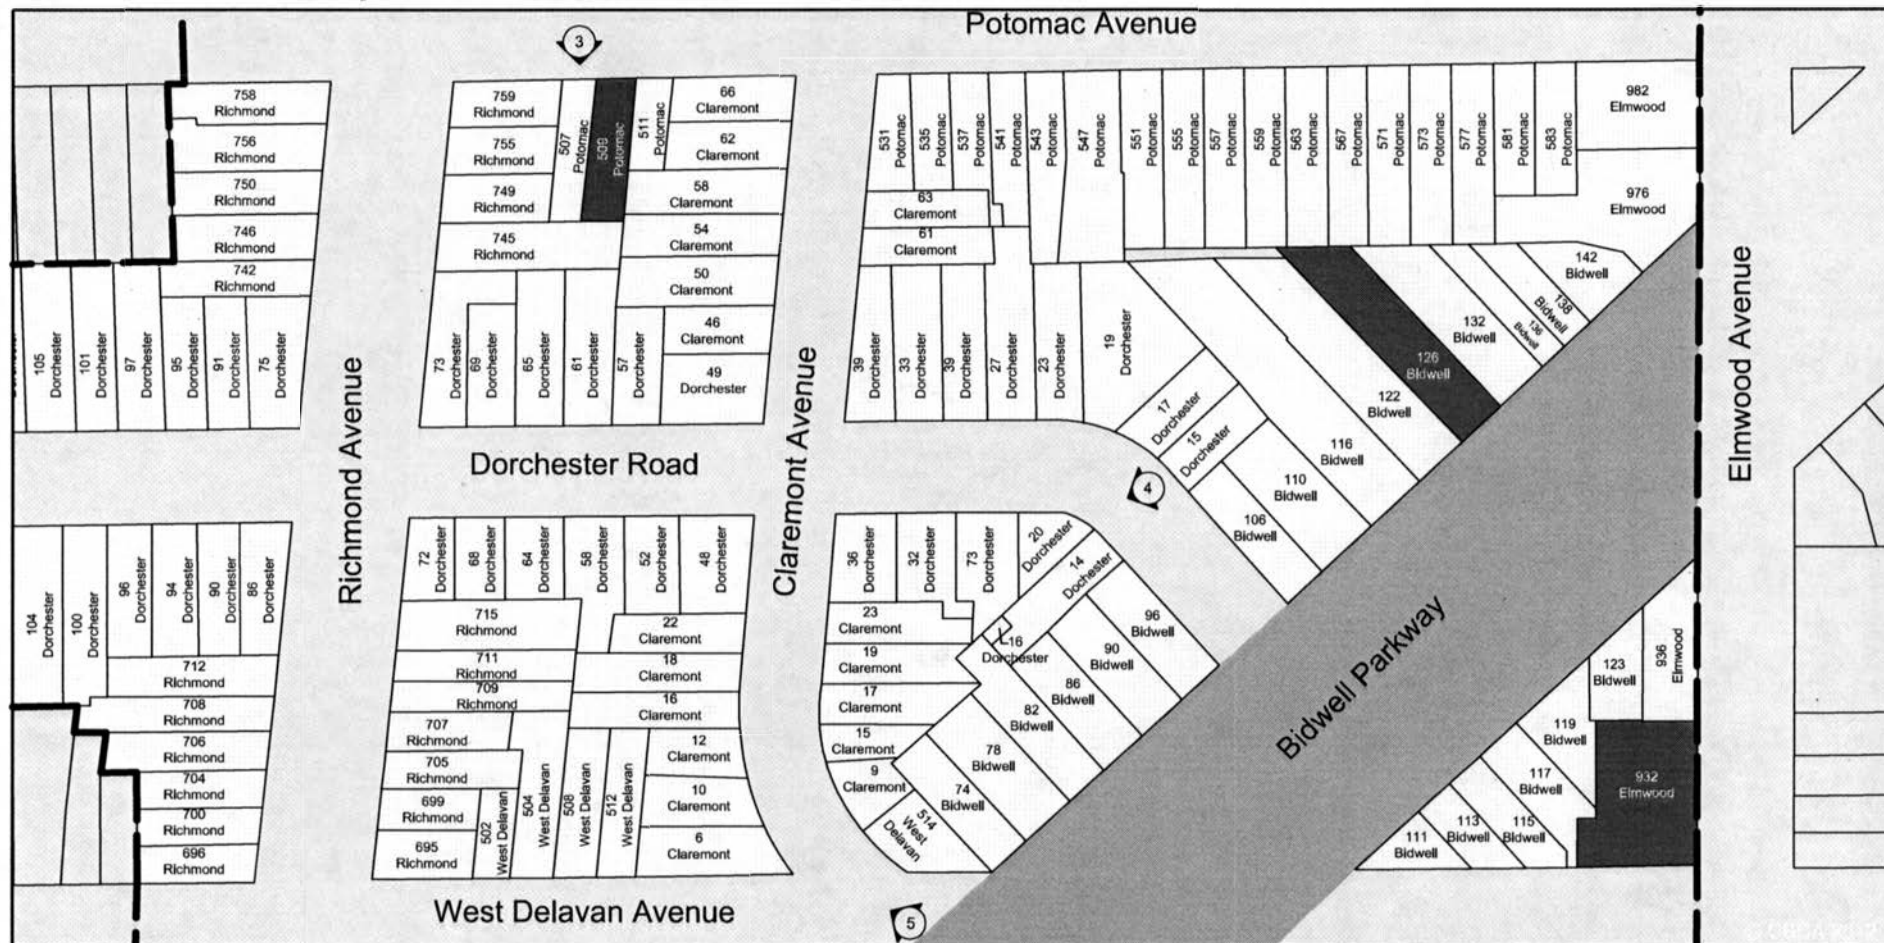 Potomac Avenue
3
758
Richmond
756
Richmond
750
Richmond
746
Richmond
742
Richmond
759
Richmond
755
Richmond
749
Richmond
745
Richmond
507
Potomac
509
Potomac
511
Potomac
66
Claremont
62
Claremont
58
Claremont
54
Claremont
50
Claremont
46
Claremont
49
Dorchester
531
Potomac
535
Potomac
537
Potomac
541
Potomac
543
Potomac
547
Potomac
551
Potomac
555
Potomac
557
Potomac
559
Potomac
563
Potomac
567
Potomac
571
Potomac
573
Potomac
577
Potomac
581
Potomac
583
Potomac
982
Elmwood
976
Elmwood
63
Claremont
61
Claremont
105
Dorchester
101
Dorchester
97
Dorchester
95
Dorchester
91
Dorchester
75
Dorchester
Richmond Avenue
73
Dorchester
69
Dorchester
65
Dorchester
61
Dorchester
57
Dorchester
Claremont Avenue
39
Dorchester
33
Dorchester
39
Dorchester
27
Dorchester
23
Dorchester
19
Dorchester
17
Dorchester
15
Dorchester
142
Bidwell
138
Bidwell
136
Bidwell
132
Bidwell
126
Bidwell
122
Bidwell
116
Bidwell
110
Bidwell
106
Bidwell
Elmwood Avenue
Dorchester Road
4
104
Dorchester
100
Dorchester
96
Dorchester
94
Dorchester
90
Dorchester
86
Dorchester
712
Richmond
708
Richmond
706
Richmond
704
Richmond
700
Richmond
696
Richmond
72
Dorchester
68
Dorchester
64
Dorchester
58
Dorchester
52
Dorchester
48
Dorchester
715
Richmond
711
Richmond
709
Richmond
707
Richmond
705
Richmond
699
Richmond
695
Richmond
22
Claremont
18
Claremont
16
Claremont
12
Claremont
10
Claremont
6
Claremont
502
West Delavan
504
West Delavan
508
West Delavan
512
West Delavan
36
Dorchester
32
Dorchester
73
Dorchester
20
Dorchester
14
Dorchester
16
Dorchester
23
Claremont
19
Claremont
17
Claremont
15
Claremont
9
Claremont
514
West
Delavan
96
Bidwell
90
Bidwell
86
Bidwell
82
Bidwell
78
Bidwell
74
Bidwell
Bidwell Parkway
936
Elmwood
123
Bidwell
119
Bidwell
117
Bidwell
115
Bidwell
113
Bidwell
111
Bidwell
932
Elmwood
West Delavan Avenue
5